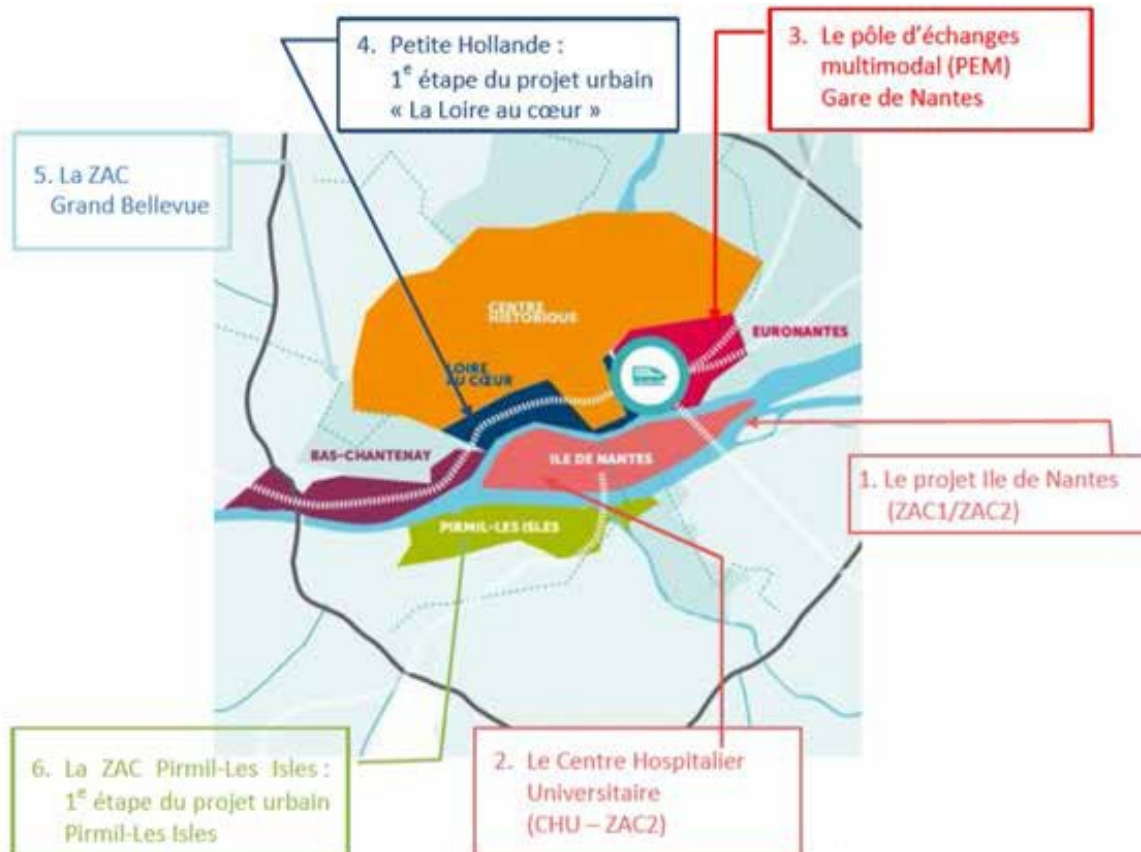 4. Petite Hollande :
1e étape du projet urbain
« La Loire au cœur »
3. Le pôle d'échanges
multimodal (PEM)
Gare de Nantes
5. La ZAC
Grand Bellevue
CENTRE
HISTORIQUE
EURONANTES
LOIRE
AU CŒUR
BAS-CHANTENAY
ILE DE NANTES
1. Le projet Ile de Nantes
(ZAC1/ZAC2)
PIRMIL-LES ISLES
6. La ZAC Pirmil-Les Isles :
1e étape du projet urbain
Pirmil-Les Isles
2. Le Centre Hospitalier
Universitaire
(CHU – ZAC2)